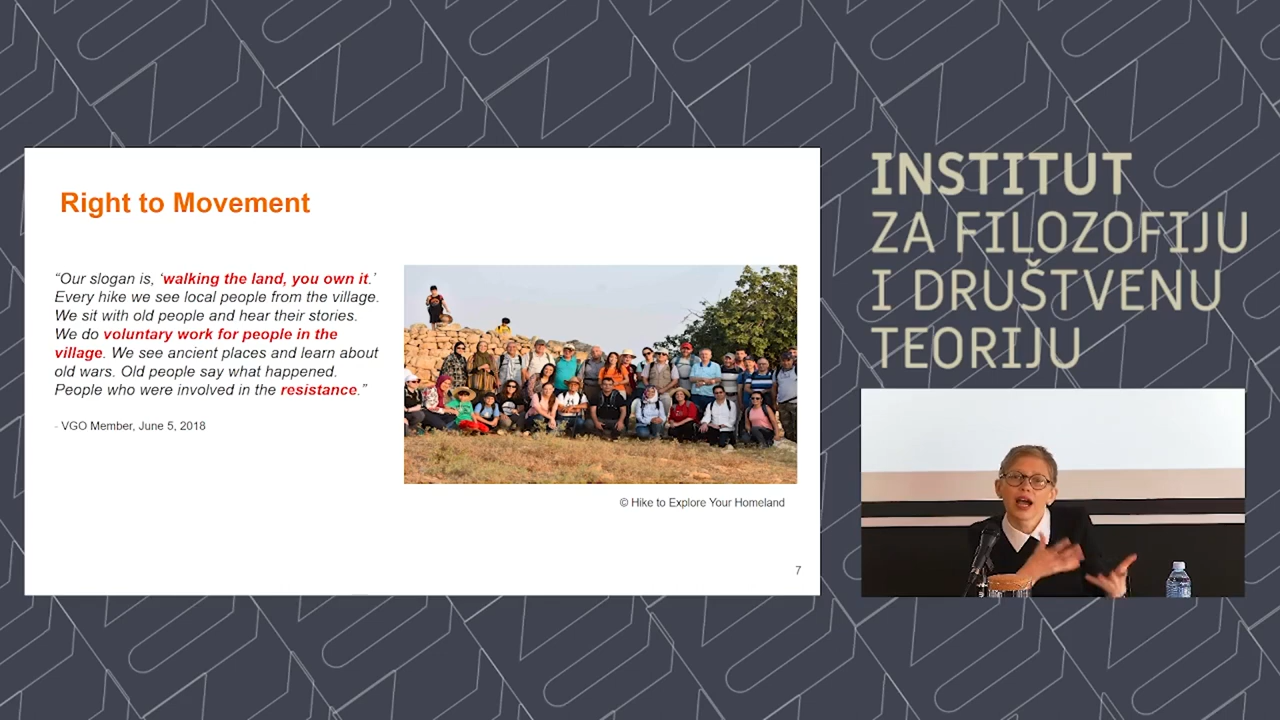 Right to Movement
“Our slogan is, ‘walking the land, you own it.’
Every hike we see local people from the village.
We sit with old people and hear their stories.
We do voluntary work for people in the
village. We see ancient places and learn about
old wars. Old people say what happened.
People who were involved in the resistance.”
- VGO Member, June 5, 2018
© Hike to Explore Your Homeland
7
INSTITUT
ZA FILOZOFIJU
I DRUŠTVENU
TEORIJU